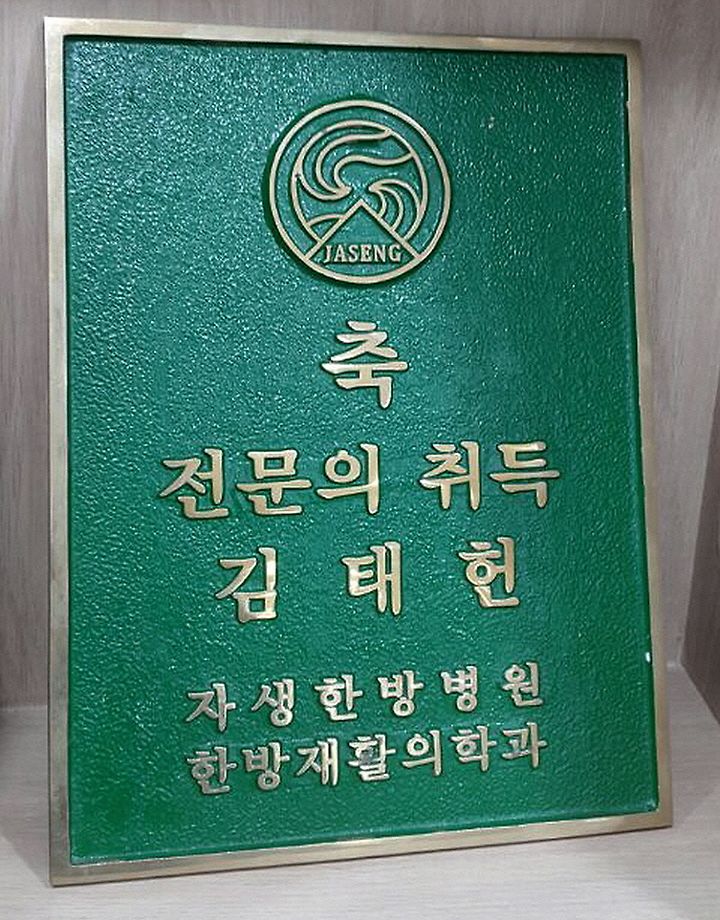 JASENG
축
전문의 취득
김 태 헌
자생한방병원
한방재활의학과